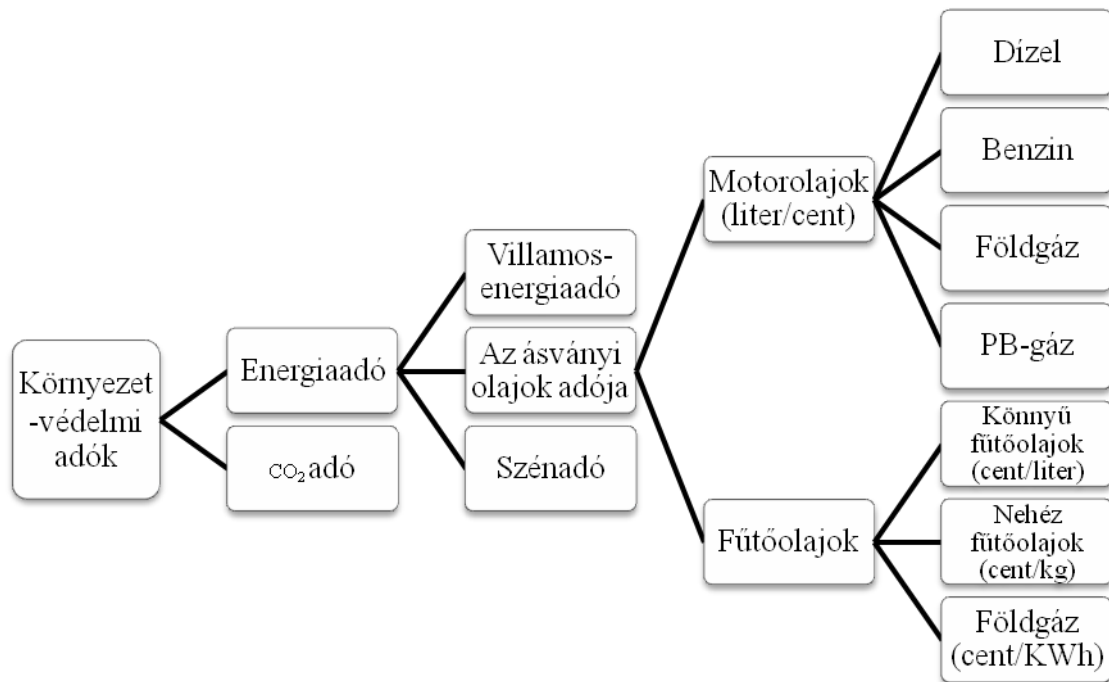 Környezet
-védelmi
adók
Energiaadó
CO₂ adó
Villamos-
energiaadó
Az ásványi
olajok adója
Szénadó
Motorolajok
(liter/cent)
Fűtőolajok
Dízel
Benzin
Földgáz
PB-gáz
Könnyű
fűtőolajok
(cent/liter)
Nehéz
fűtőolajok
(cent/kg)
Földgáz
(cent/KWh)